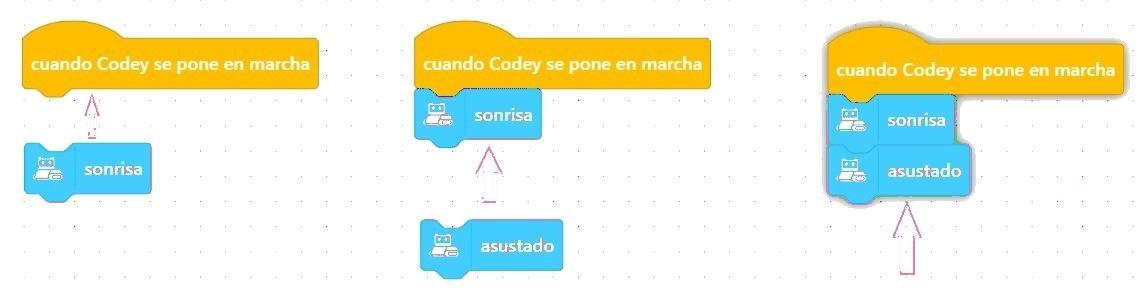 cuando Codey se pone en marcha
sonrisa
cuando Codey se pone en marcha
sonrisa
asustado
cuando Codey se pone en marcha
sonrisa
asustado